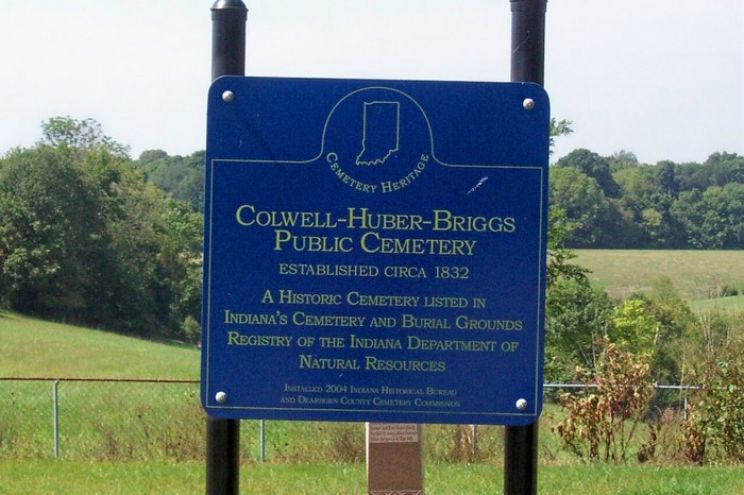 Cemetery Heritage
Colwell-Huber-Briggs
Public Cemetery
Established circa 1832
A Historic Cemetery listed in
Indiana's Cemetery and Burial Grounds
Registry of the Indiana Department of
Natural Resources
Installed 2004 Indiana Historical Bureau
and Dearborn County Cemetery Commission